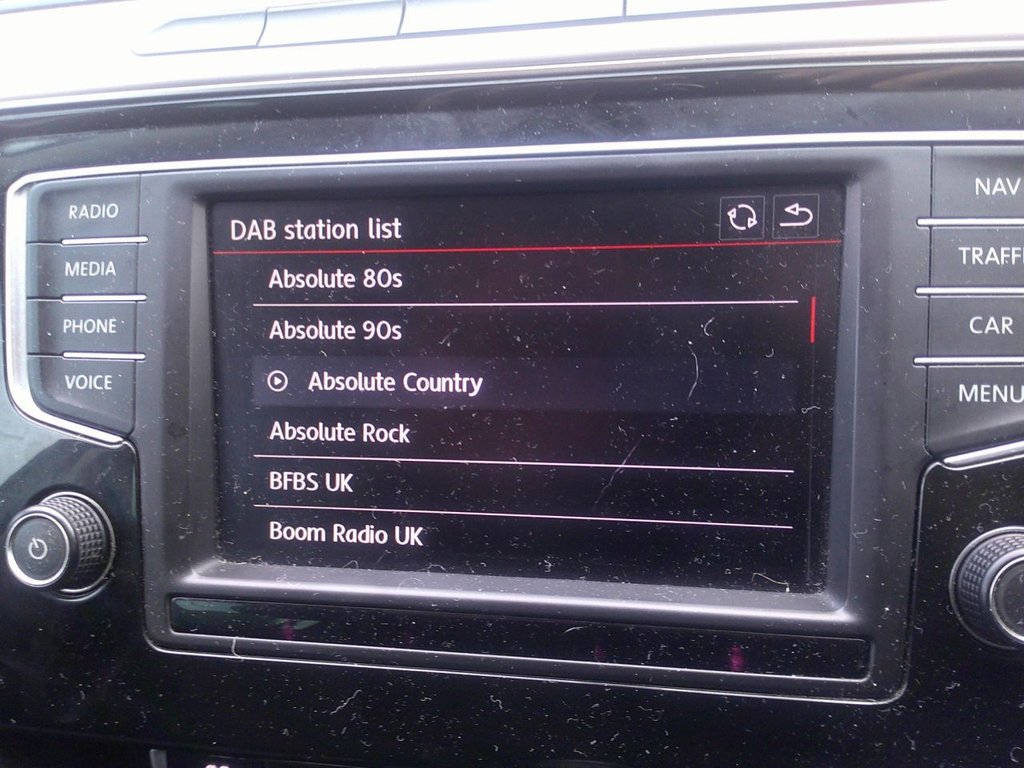 RADIO
MEDIA
PHONE
VOICE
DAB station list
Absolute 80s
Absolute 90s
Absolute Country
Absolute Rock
BFBS UK
Boom Radio UK
NAV
TRAFFI
CAR
MENU